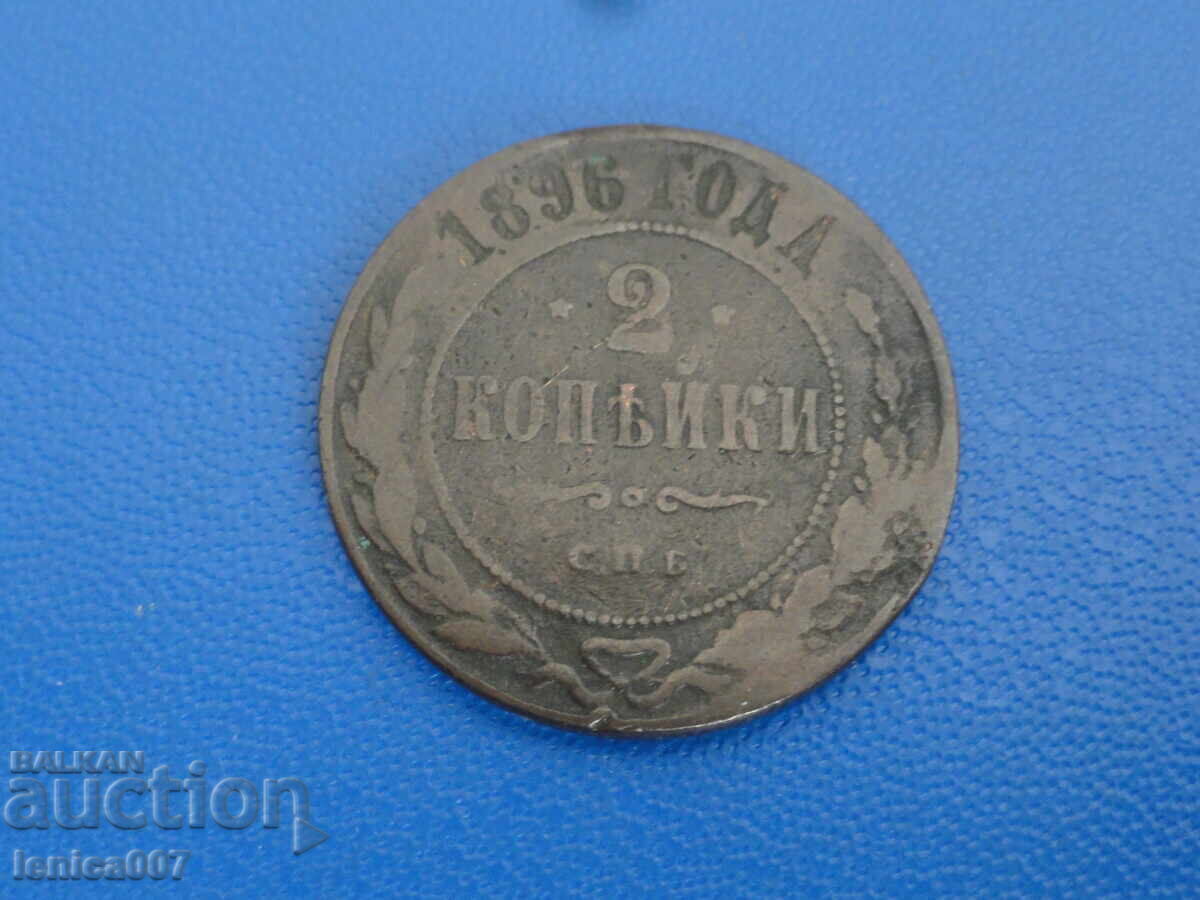 1896 ГОДА
2
КОПѢЙКИ
СПБ
BALKAN
auction
lenica007